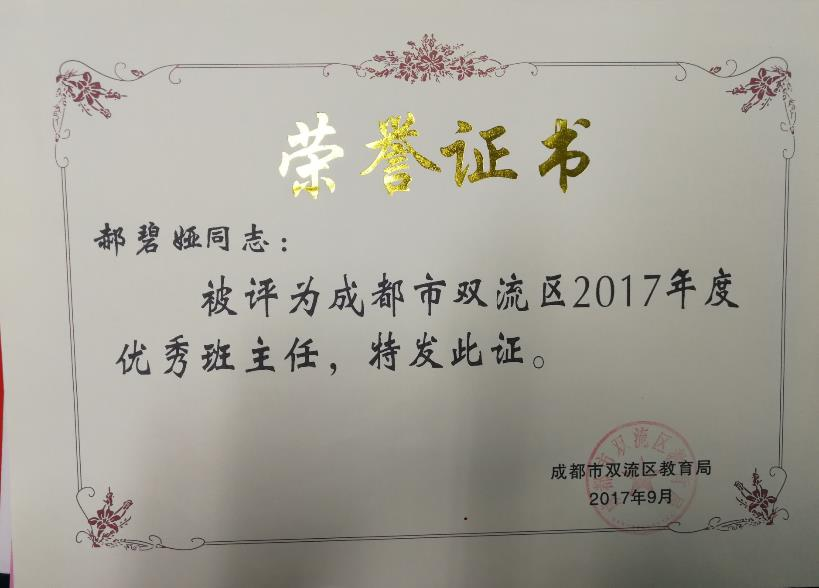 荣誉证书
郝碧娅同志：
被评为成都市双流区2017年度
优秀班主任，特发此证。
成都市双流区教育局
2017年9月